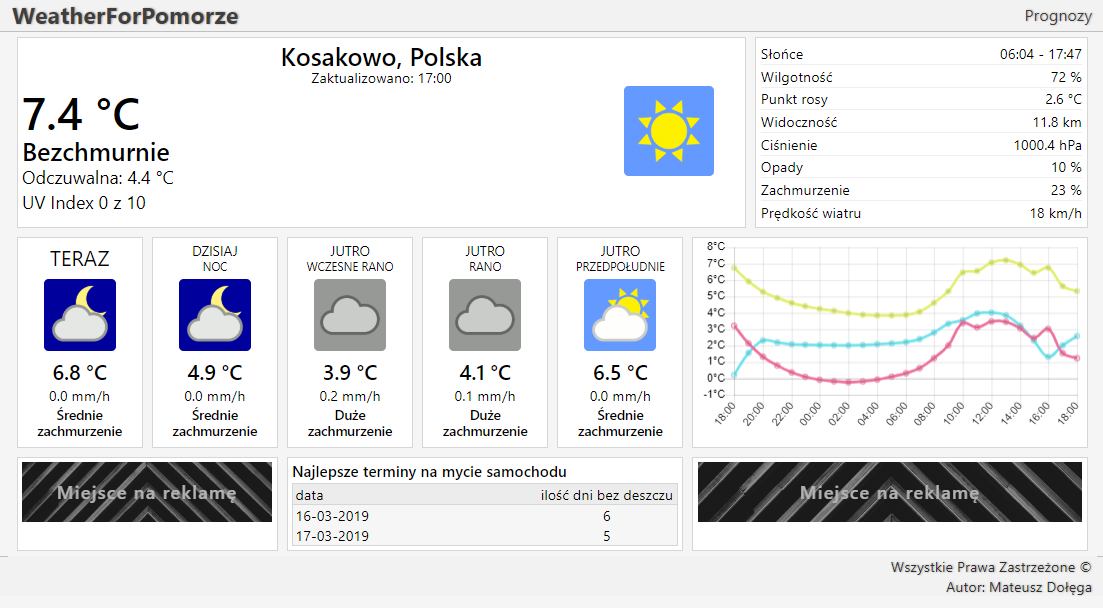 WeatherForPomorze
Prognozy
Kosakowo, Polska
Zaktualizowano: 17:00
7.4 °C
Bezchmurnie
Odczuwalna: 4.4 °C
UV Index 0 z 10
Słońce 06:04 - 17:47
Wilgotność 72 %
Punkt rosy 2.6 °C
Widoczność 11.8 km
Ciśnienie 1000.4 hPa
Opady 10 %
Zachmurzenie 23 %
Prędkość wiatru 18 km/h
TERAZ
6.8 °C
0.0 mm/h
Średnie
zachmurzenie
DZISIAJ
NOC
4.9 °C
0.0 mm/h
Średnie
zachmurzenie
JUTRO
WCZESNE RANO
3.9 °C
0.2 mm/h
Duże
zachmurzenie
JUTRO
RANO
4.1 °C
0.1 mm/h
Duże
zachmurzenie
JUTRO
PRZEDPOŁUDNIE
6.5 °C
0.0 mm/h
Średnie
zachmurzenie
8°C
7°C
6°C
5°C
4°C
3°C
2°C
1°C
0°C
-1°C
18:00 20:00 22:00 00:00 02:00 04:00 06:00 08:00 10:00 12:00 14:00 16:00 18:00
Miejsce na reklamę
Najlepsze terminy na mycie samochodu
data ilość dni bez deszczu
16-03-2019 6
17-03-2019 5
Miejsce na reklamę
Wszystkie Prawa Zastrzeżone ©
Autor: Mateusz Dołęga